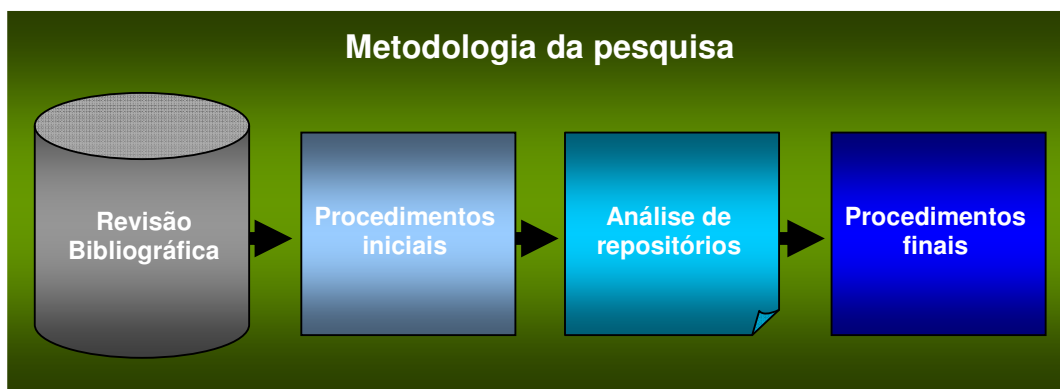 Metodologia da pesquisa
Revisão
Bibliográfica
Procedimentos
iniciais
Análise de
repositórios
Procedimentos
finais